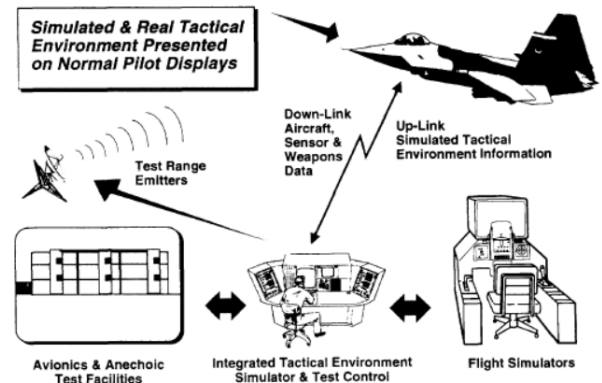 Simulated & Real Tactical
Environment Presented
on Normal Pilot Displays
Down-Link
Aircraft,
Sensor &
Weapons
Data
Up-Link
Simulated Tactical
Environment Information
Test Range
Emitters
Avionics & Anechoic
Test Facilities
Integrated Tactical Environment
Simulator & Test Control
Flight Simulators